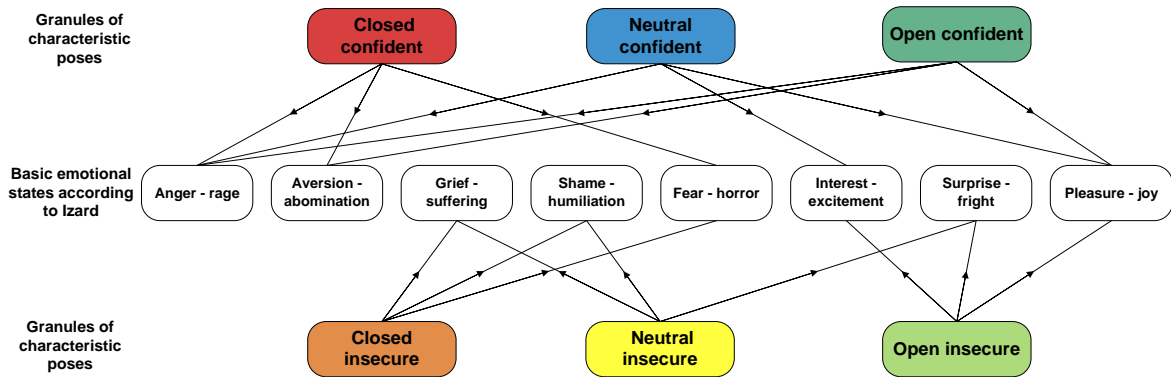 Granules of
characteristic
poses
Closed
confident
Neutral
confident
Open confident
Basic emotional
states according
to Izard
Anger - rage
Aversion -
abomination
Grief -
suffering
Shame -
humiliation
Fear - horror
Interest -
excitement
Surprise -
fright
Pleasure - joy
Granules of
characteristic
poses
Closed
insecure
Neutral
insecure
Open insecure